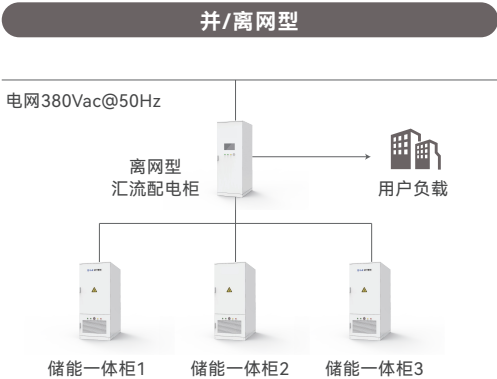 并/离网型
电网380Vac@50Hz
离网型
汇流配电柜
用户负载
储能一体柜1
储能一体柜2
储能一体柜3